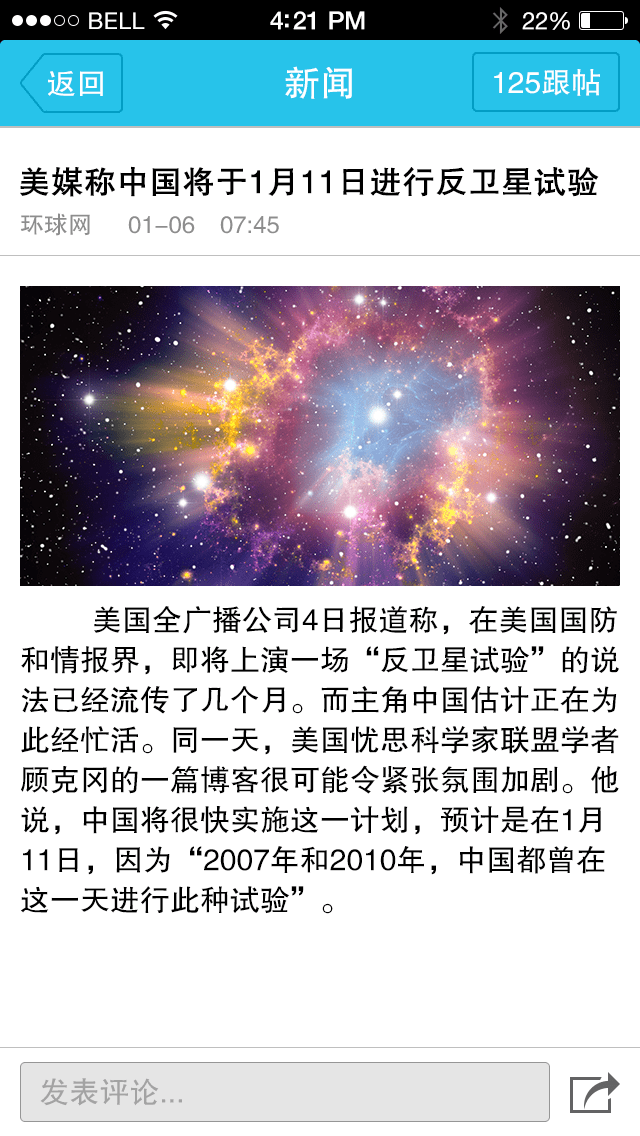 BELL 4:21 PM 22%
返回 新闻 125跟帖
美媒称中国将于1月11日进行反卫星试验
环球网 01-06 07:45
美国全广播公司4日报道称，在美国国防
和情报界，即将上演一场“反卫星试验”的说
法已经流传了几个月。而主角中国估计正在为
此经忙活。同一天，美国忧思科学家联盟学者
顾克冈的一篇博客很可能令紧张氛围加剧。他
说，中国将很快实施这一计划，预计是在1月
11日，因为“2007年和2010年，中国都曾在
这一天进行此种试验”。
发表评论...